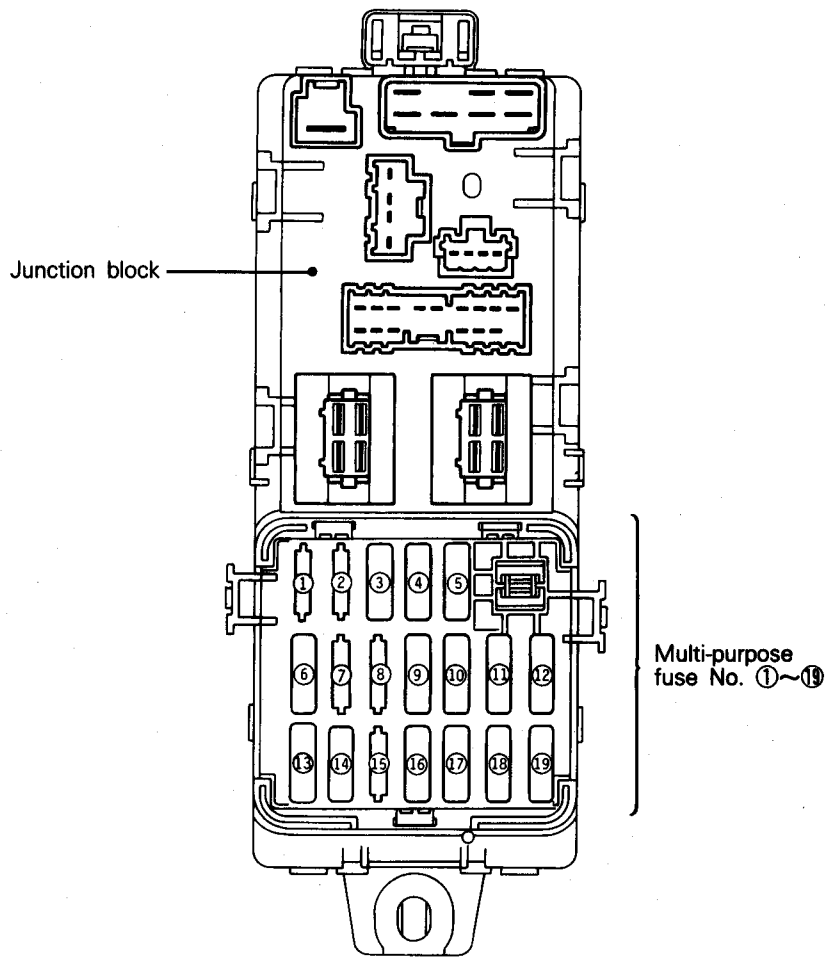 Junction block
① ② ③ ④ ⑤
⑥ ⑦ ⑧ ⑨ ⑩ ⑪ ⑫
⑬ ⑭ ⑮ ⑯ ⑰ ⑱ ⑲
Multi-purpose
fuse No. ①~⑲